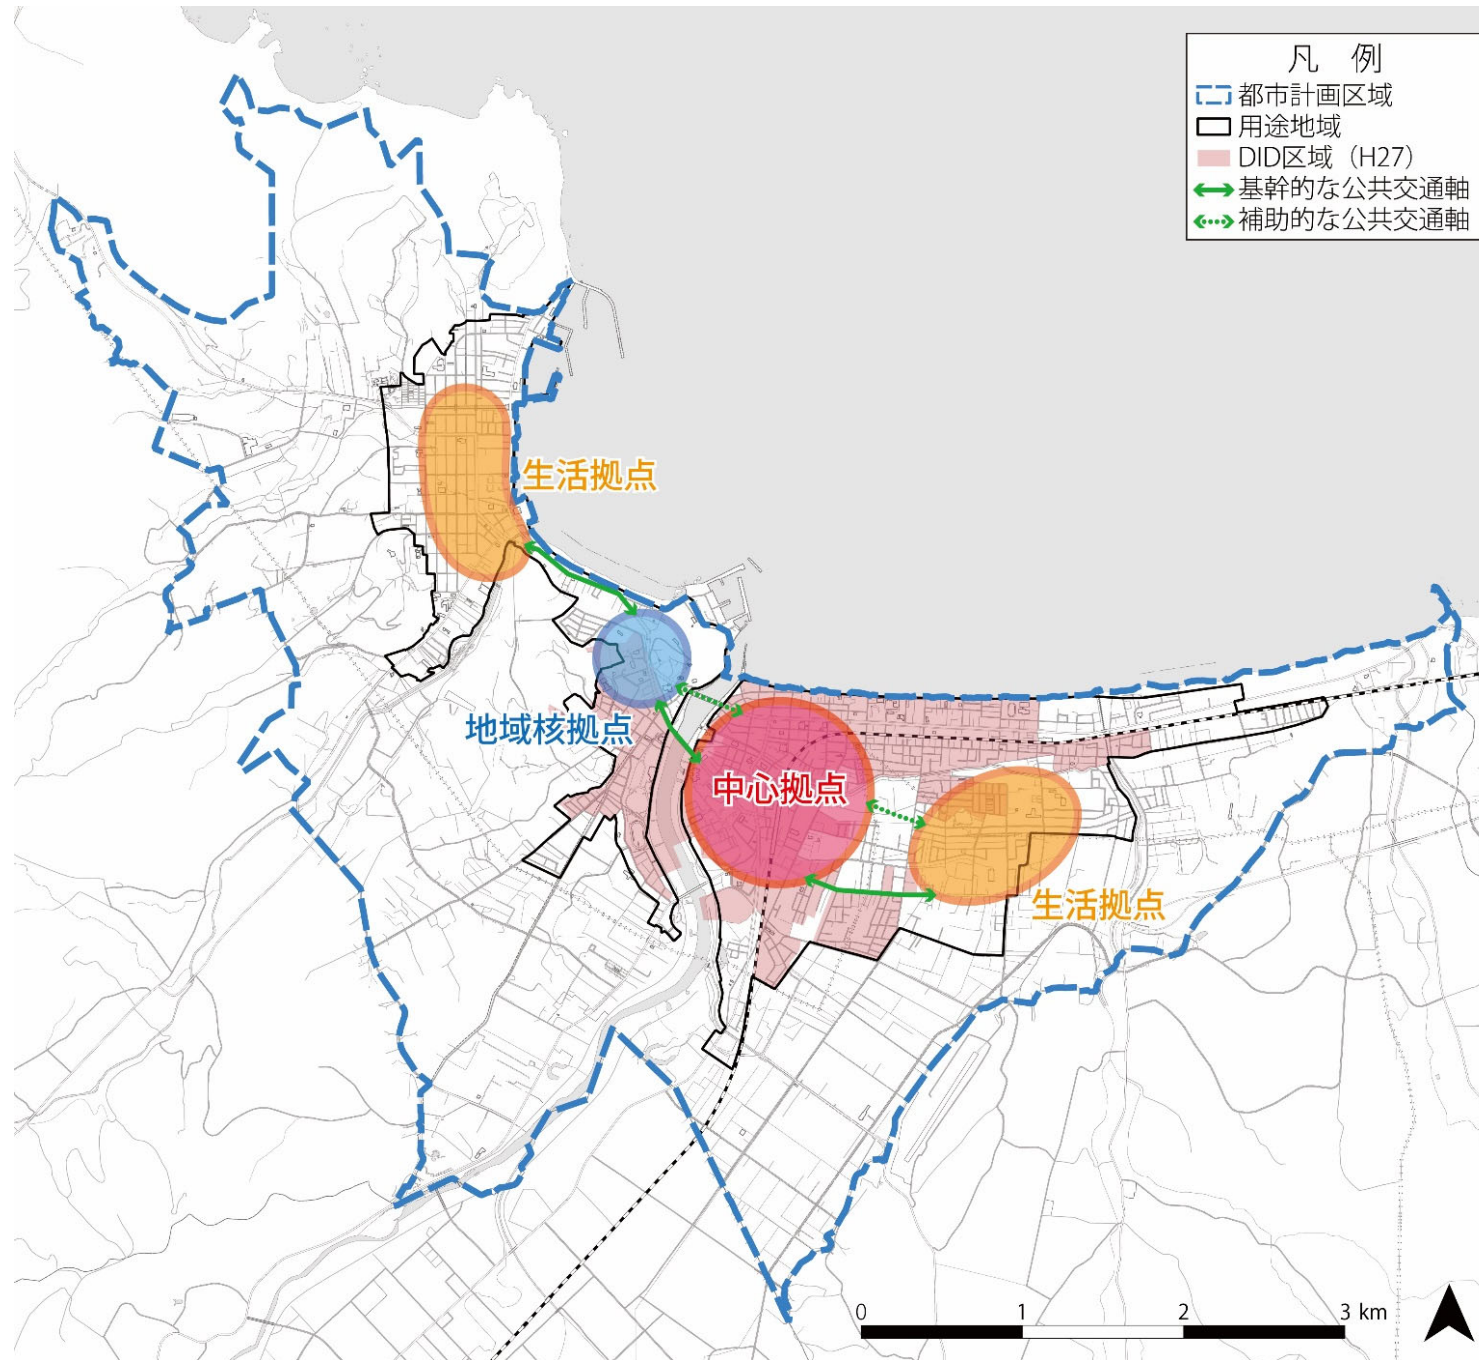 凡 例
都市計画区域
用途地域
DID区域（H27）
基幹的な公共交通軸
補助的な公共交通軸
生活拠点
地域核拠点
中心拠点
生活拠点
0 1 2 3 km